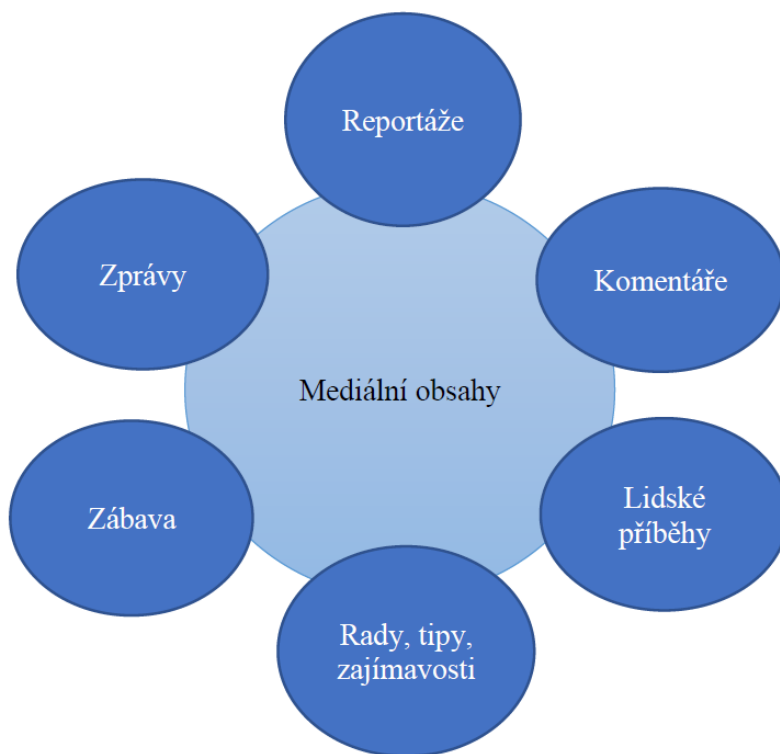 Reportáže
Zprávy
Komentáře
Mediální obsahy
Zábava
Lidské
příběhy
Rady, tipy,
zajímavosti